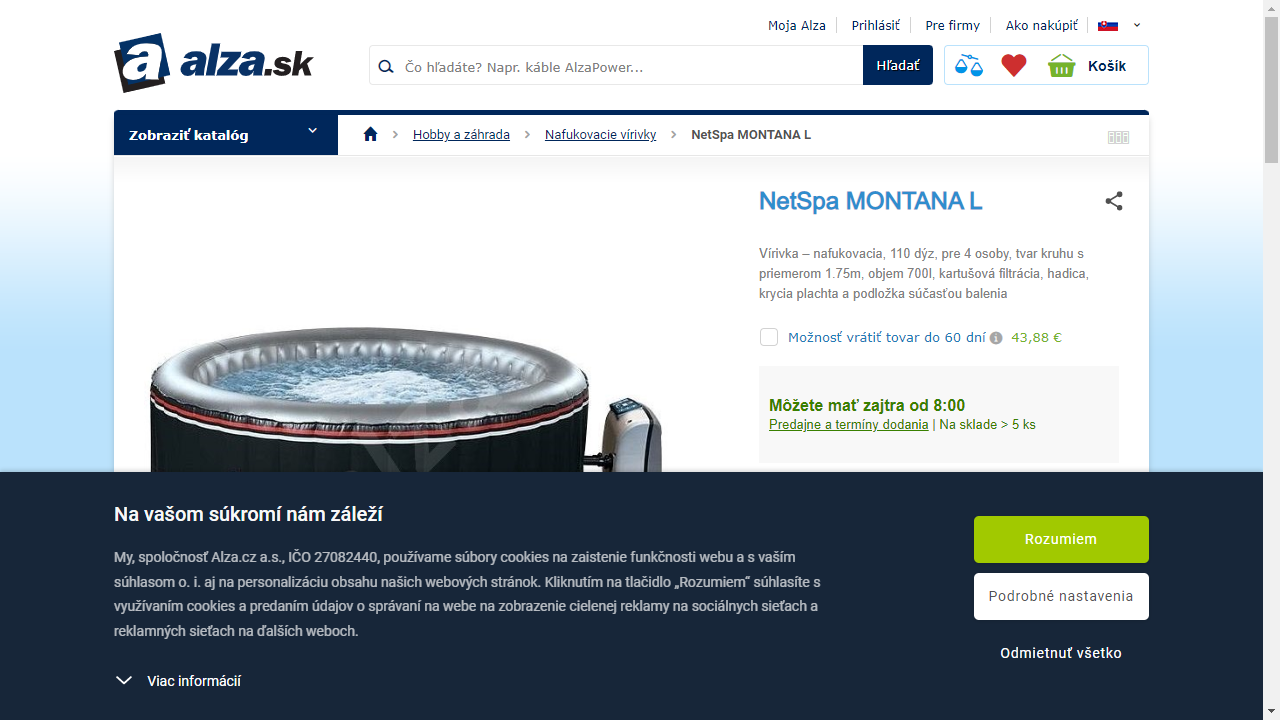 Moja Alza
Prihlásiť
Pre firmy
Ako nakúpiť
a alza.sk
Čo hľadáte? Napr. káble AlzaPower...
Hľadať
Košík
Zobraziť katalóg
Hobby a záhrada
Nafukovacie vírivky
NetSpa MONTANA L
NetSpa MONTANA L
Vírivka – nafukovacia, 110 dýz, pre 4 osoby, tvar kruhu s
priemerom 1.75m, objem 700l, kartušová filtrácia, hadica,
krycia plachta a podložka súčasťou balenia
Možnosť vrátiť tovar do 60 dní i 43,88 €
Môžete mať zajtra od 8:00
Predajne a termíny dodania | Na sklade > 5 ks
Na vašom súkromí nám záleží
My, spoločnosť Alza.cz a.s., IČO 27082440, používame súbory cookies na zaistenie funkčnosti webu a s vaším
súhlasom o. i. aj na personalizáciu obsahu našich webových stránok. Kliknutím na tlačidlo „Rozumiem“ súhlasíte s
využívaním cookies a predaním údajov o správaní na webe na zobrazenie cielenej reklamy na sociálnych sieťach a
reklamných sieťach na ďalších weboch.
Viac informácií
Rozumiem
Podrobné nastavenia
Odmietnuť všetko